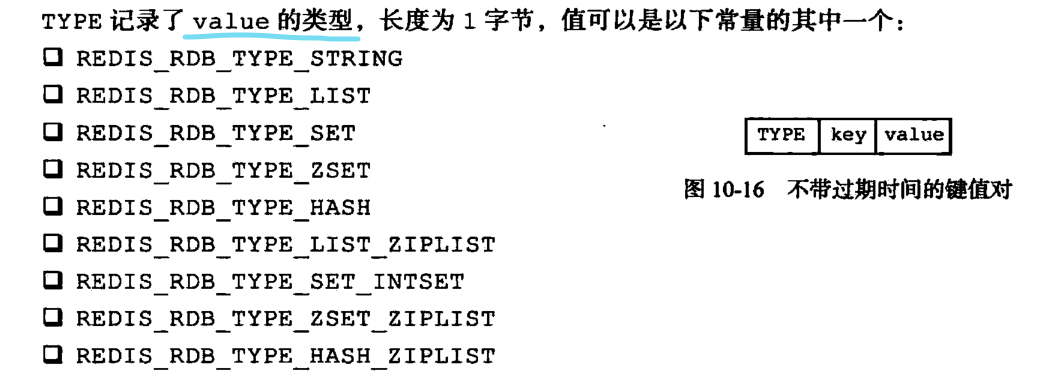 TYPE 记录了 value 的类型，长度为 1 字节，值可以是以下常量的其中一个：
❑ REDIS_RDB_TYPE_STRING
❑ REDIS_RDB_TYPE_LIST
❑ REDIS_RDB_TYPE_SET
❑ REDIS_RDB_TYPE_ZSET
❑ REDIS_RDB_TYPE_HASH
❑ REDIS_RDB_TYPE_LIST_ZIPLIST
❑ REDIS_RDB_TYPE_SET_INTSET
❑ REDIS_RDB_TYPE_ZSET_ZIPLIST
❑ REDIS_RDB_TYPE_HASH_ZIPLIST
TYPE key value
图 10-16 不带过期时间的键值对